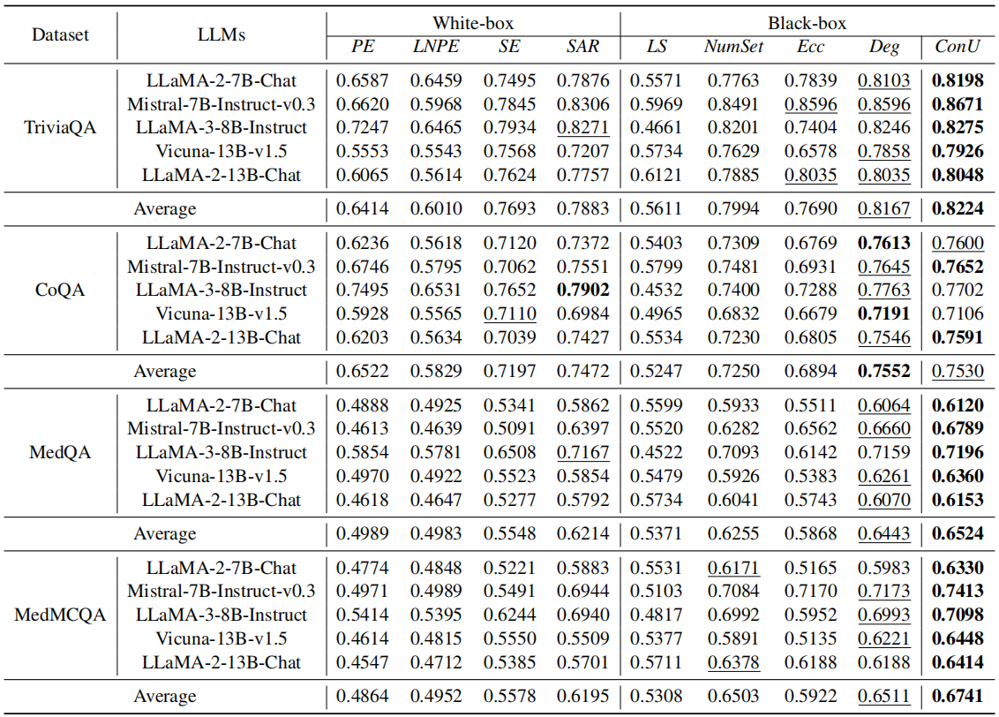 Dataset LLMs White-box Black-box
PE LNPE SE SAR LS NumSet Ecc Deg ConU
TriviaQA
LLaMA-2-7B-Chat 0.6587 0.6459 0.7495 0.7876 0.5571 0.7763 0.7839 0.8103 0.8198
Mistral-7B-Instruct-v0.3 0.6620 0.5968 0.7845 0.8306 0.5969 0.8491 0.8596 0.8596 0.8671
LLaMA-3-8B-Instruct 0.7247 0.6465 0.7934 0.8271 0.4661 0.8201 0.7404 0.8246 0.8275
Vicuna-13B-v1.5 0.5553 0.5543 0.7568 0.7207 0.5734 0.7629 0.6578 0.7858 0.7926
LLaMA-2-13B-Chat 0.6065 0.5614 0.7624 0.7757 0.6121 0.7885 0.8035 0.8035 0.8048
Average 0.6414 0.6010 0.7693 0.7883 0.5611 0.7994 0.7690 0.8167 0.8224
CoQA
LLaMA-2-7B-Chat 0.6236 0.5618 0.7120 0.7372 0.5403 0.7309 0.6769 0.7613 0.7600
Mistral-7B-Instruct-v0.3 0.6746 0.5795 0.7062 0.7551 0.5799 0.7481 0.6931 0.7645 0.7652
LLaMA-3-8B-Instruct 0.7495 0.6531 0.7652 0.7902 0.4532 0.7400 0.7288 0.7763 0.7702
Vicuna-13B-v1.5 0.5928 0.5565 0.7110 0.6984 0.4965 0.6832 0.6679 0.7191 0.7106
LLaMA-2-13B-Chat 0.6203 0.5634 0.7039 0.7427 0.5534 0.7230 0.6805 0.7546 0.7591
Average 0.6522 0.5829 0.7197 0.7472 0.5247 0.7250 0.6894 0.7552 0.7530
MedQA
LLaMA-2-7B-Chat 0.4888 0.4925 0.5341 0.5862 0.5599 0.5933 0.5511 0.6064 0.6120
Mistral-7B-Instruct-v0.3 0.4613 0.4639 0.5091 0.6397 0.5520 0.6282 0.6562 0.6660 0.6789
LLaMA-3-8B-Instruct 0.5854 0.5781 0.6508 0.7167 0.4522 0.7093 0.6142 0.7159 0.7196
Vicuna-13B-v1.5 0.4970 0.4922 0.5523 0.5854 0.5479 0.5926 0.5383 0.6261 0.6360
LLaMA-2-13B-Chat 0.4618 0.4647 0.5277 0.5792 0.5734 0.6041 0.5743 0.6070 0.6153
Average 0.4989 0.4983 0.5548 0.6214 0.5371 0.6255 0.5868 0.6443 0.6524
MedMCQA
LLaMA-2-7B-Chat 0.4774 0.4848 0.5221 0.5883 0.5531 0.6171 0.5165 0.5983 0.6330
Mistral-7B-Instruct-v0.3 0.4971 0.4989 0.5491 0.6944 0.5103 0.7084 0.7170 0.7173 0.7413
LLaMA-3-8B-Instruct 0.5414 0.5395 0.6244 0.6940 0.4817 0.6992 0.5952 0.6993 0.7098
Vicuna-13B-v1.5 0.4614 0.4815 0.5550 0.5509 0.5377 0.5891 0.5135 0.6221 0.6448
LLaMA-2-13B-Chat 0.4547 0.4712 0.5385 0.5701 0.5711 0.6378 0.6188 0.6188 0.6414
Average 0.4864 0.4952 0.5578 0.6195 0.5308 0.6503 0.5922 0.6511 0.6741